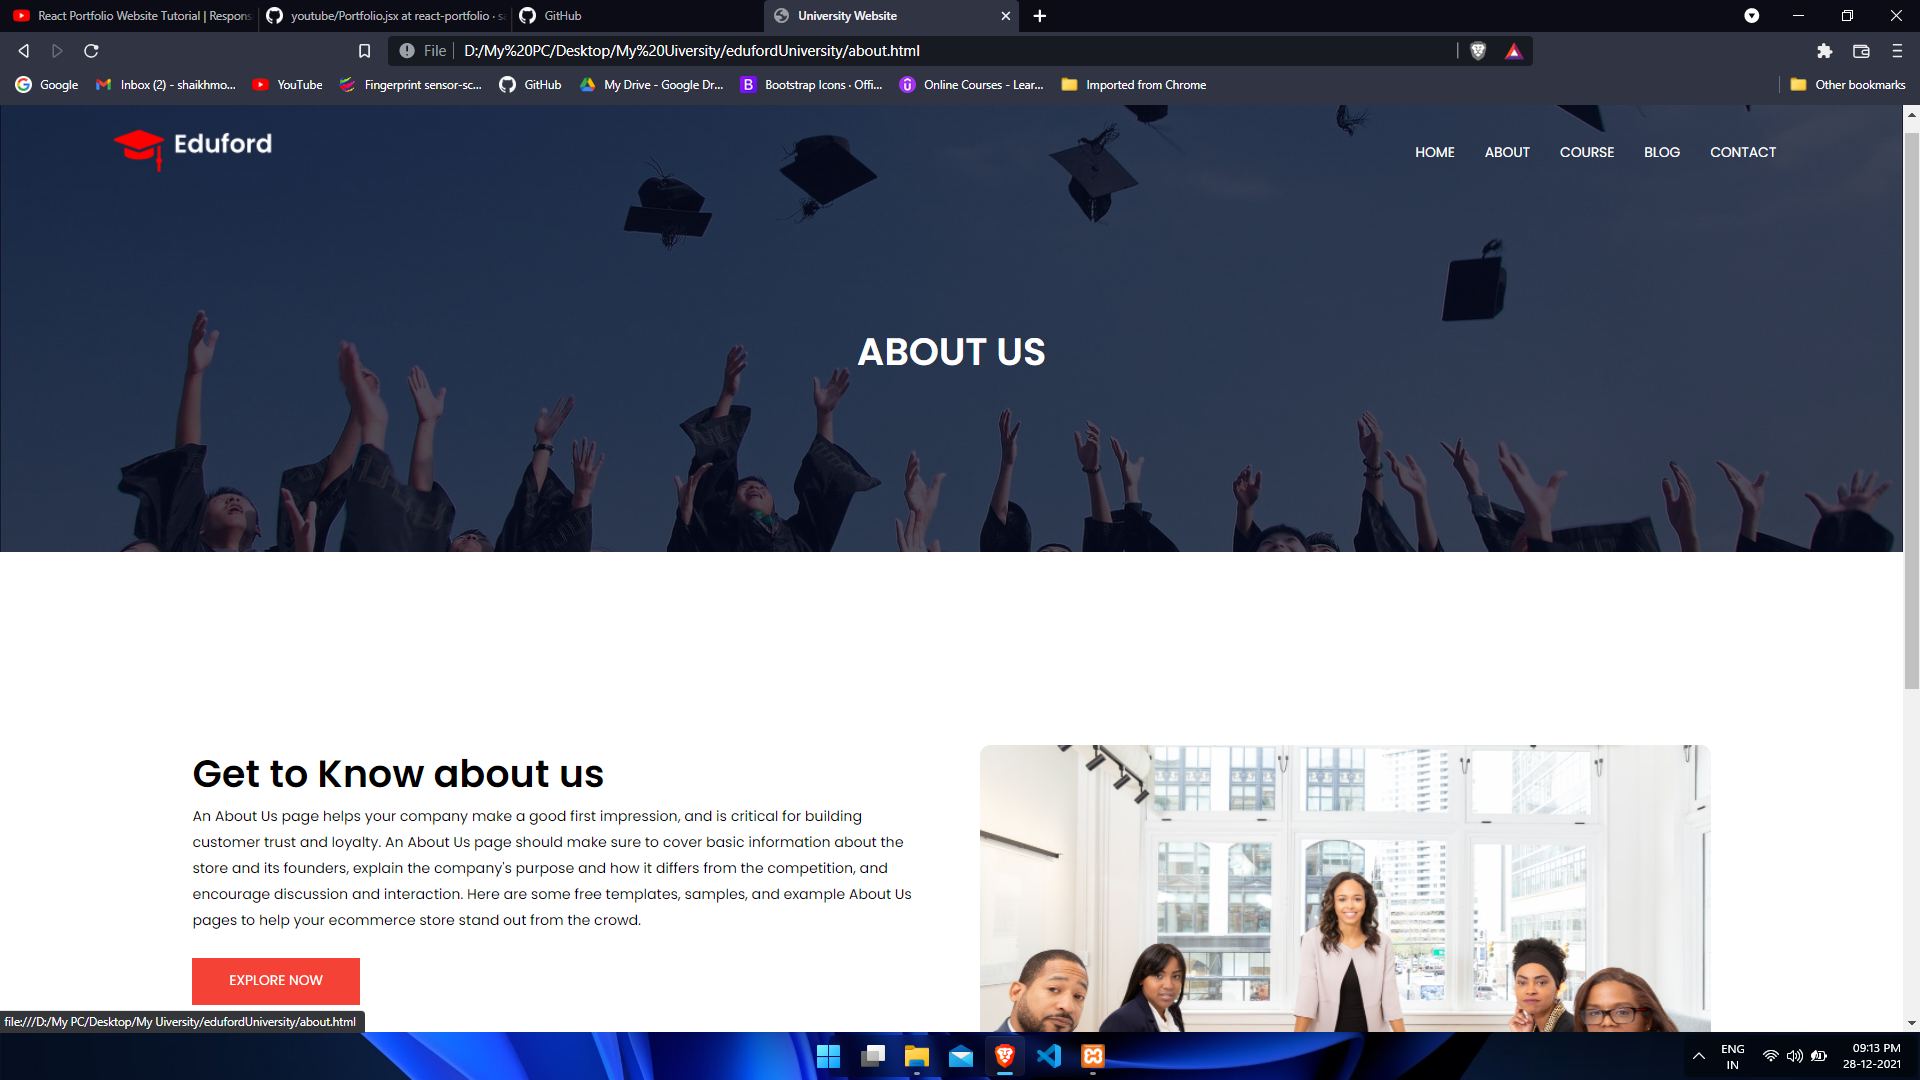 React Portfolio Website Tutorial | Respons
youtube/Portfolio.jsx at react-portfolio · sa
GitHub
University Website
File
D:/My%20PC/Desktop/My%20Uiversity/edufordUniversity/about.html
Google
Inbox (2) - shaikhmo...
YouTube
Fingerprint sensor-sc...
GitHub
My Drive - Google Dr...
B
Bootstrap Icons · Offi...
Online Courses - Lear...
Imported from Chrome
Other bookmarks
Eduford
HOME
ABOUT
COURSE
BLOG
CONTACT
ABOUT US
Get to Know about us
An About Us page helps your company make a good first impression, and is critical for building
customer trust and loyalty. An About Us page should make sure to cover basic information about the
store and its founders, explain the company's purpose and how it differs from the competition, and
encourage discussion and interaction. Here are some free templates, samples, and example About Us
pages to help your ecommerce store stand out from the crowd.
EXPLORE NOW
file:///D:/My PC/Desktop/My Uiversity/edufordUniversity/about.html
ENG
IN
09:13 PM
28-12-2021